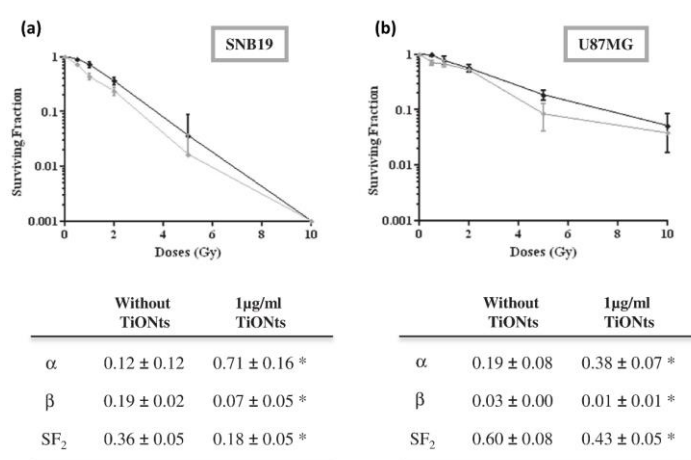 (a)
SNB19
1
0.1
0.01
0.001
Surviving Fraction
0 2 4 6 8 10
Doses (Gy)
Without TiONts 1µg/ml TiONts
α 0.12 ± 0.12 0.71 ± 0.16 *
β 0.19 ± 0.02 0.07 ± 0.05 *
SF2 0.36 ± 0.05 0.18 ± 0.05 *
(b)
U87MG
1
0.1
0.01
0.001
Surviving Fraction
0 2 4 6 8 10
Doses (Gy)
Without TiONts 1µg/ml TiONts
α 0.19 ± 0.08 0.38 ± 0.07 *
β 0.03 ± 0.00 0.01 ± 0.01 *
SF2 0.60 ± 0.08 0.43 ± 0.05 *